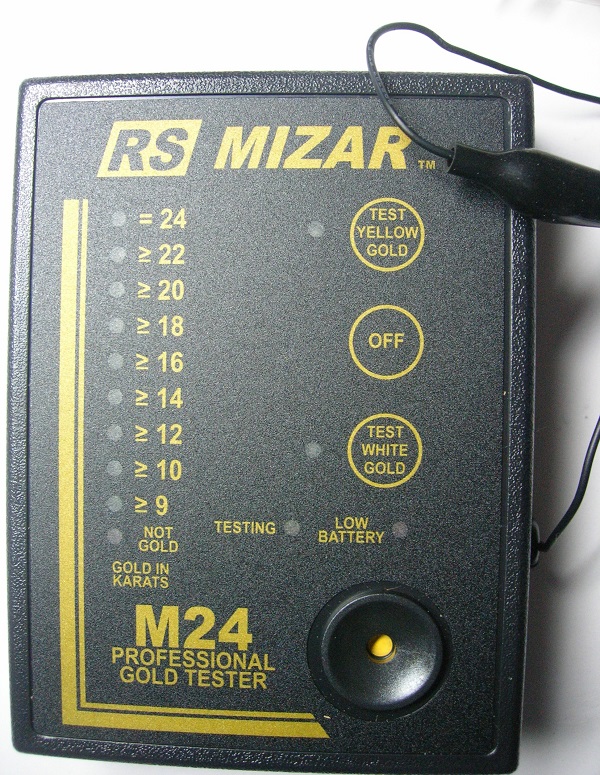 RS MIZAR™
= 24
≥ 22
≥ 20
≥ 18
≥ 16
≥ 14
≥ 12
≥ 10
≥ 9
NOT
GOLD
GOLD IN
KARATS
TEST
YELLOW
GOLD
OFF
TEST
WHITE
GOLD
TESTING
LOW
BATTERY
M24
PROFESSIONAL
GOLD TESTER